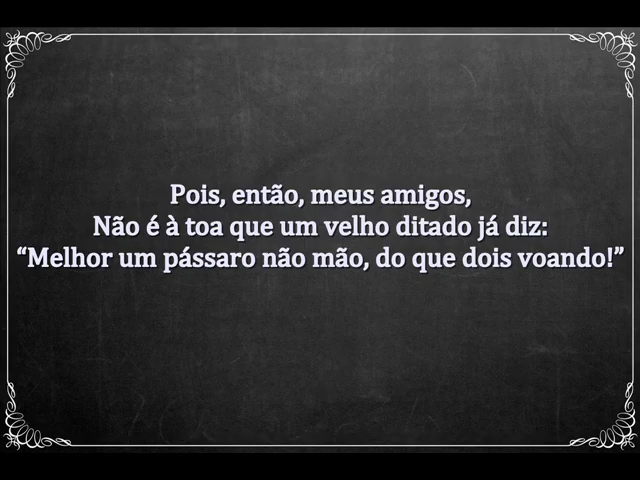 Pois, então, meus amigos,
Não é à toa que um velho ditado já diz:
“Melhor um pássaro não mão, do que dois voando!”